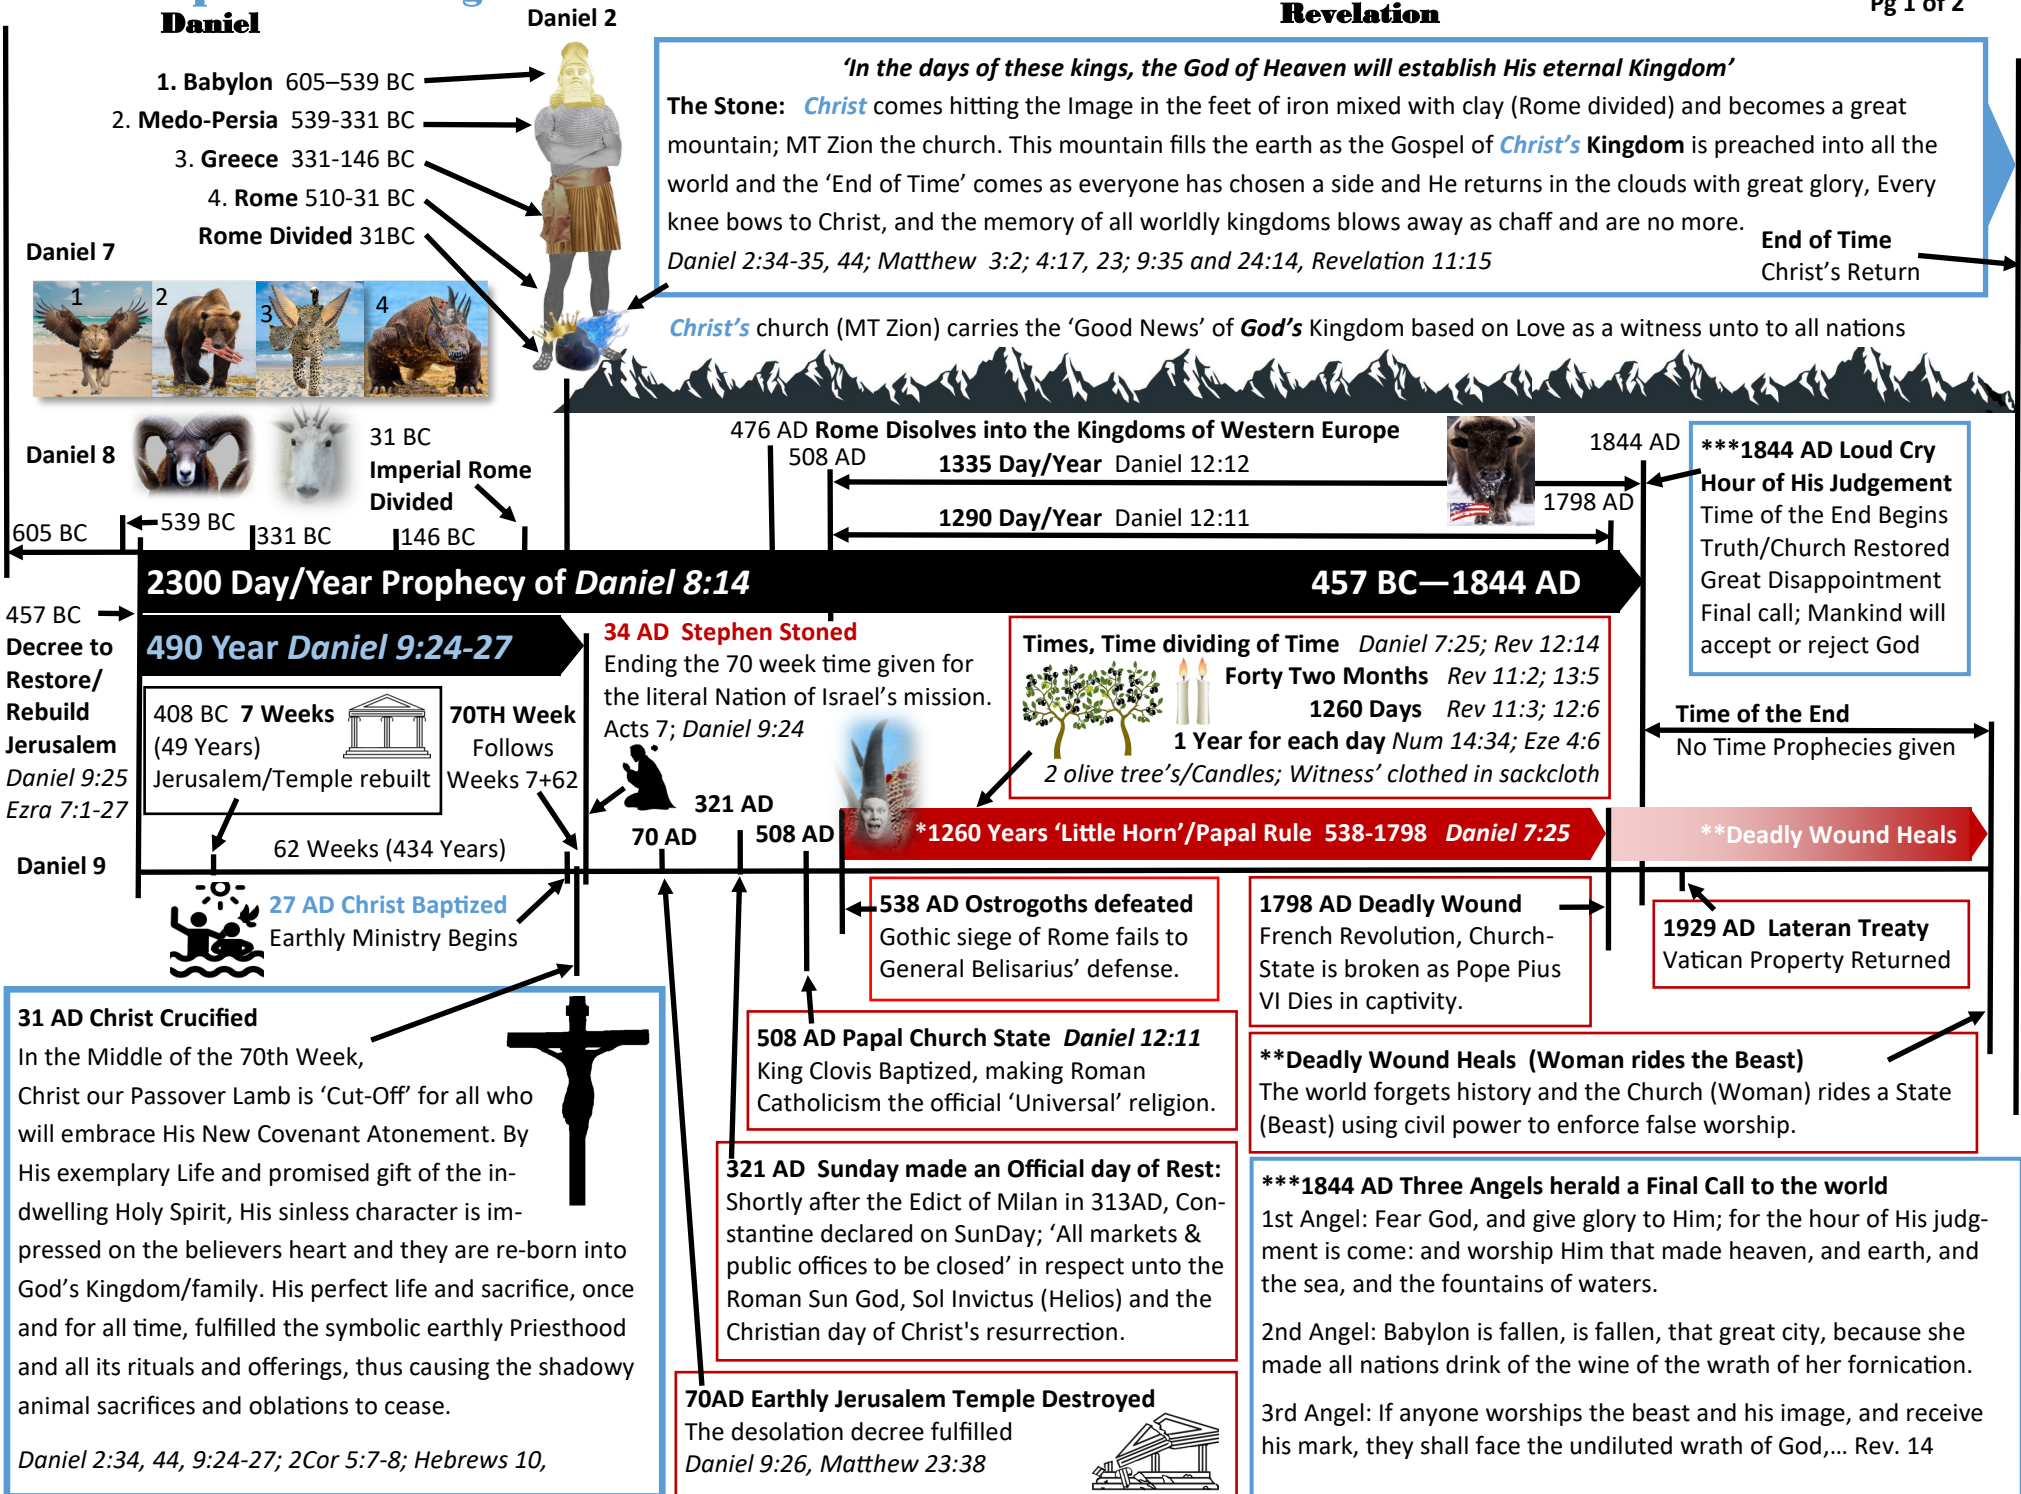 Daniel
Daniel 2
Revelation
Pg 1 of 2
1. Babylon 605–539 BC
2. Medo-Persia 539-331 BC
3. Greece 331-146 BC
4. Rome 510-31 BC
Rome Divided 31BC
Daniel 7
1
2
3
4
'In the days of these kings, the God of Heaven will establish His eternal Kingdom'
The Stone: Christ comes hitting the Image in the feet of iron mixed with clay (Rome divided) and becomes a great
mountain; MT Zion the church. This mountain fills the earth as the Gospel of Christ's Kingdom is preached into all the
world and the 'End of Time' comes as everyone has chosen a side and He returns in the clouds with great glory, Every
knee bows to Christ, and the memory of all worldly kingdoms blows away as chaff and are no more.
Daniel 2:34-35, 44; Matthew 3:2; 4:17, 23; 9:35 and 24:14, Revelation 11:15
End of Time
Christ's Return
Christ's church (MT Zion) carries the 'Good News' of God's Kingdom based on Love as a witness unto to all nations
Daniel 8
31 BC
Imperial Rome
Divided
605 BC
539 BC
331 BC
146 BC
476 AD Rome Disolves into the Kingdoms of Western Europe
508 AD
1335 Day/Year Daniel 12:12
1290 Day/Year Daniel 12:11
1844 AD
1798 AD
***1844 AD Loud Cry
Hour of His Judgement
Time of the End Begins
Truth/Church Restored
Great Disappointment
Final call; Mankind will
accept or reject God
2300 Day/Year Prophecy of Daniel 8:14
457 BC—1844 AD
457 BC
Decree to
Restore/
Rebuild
Jerusalem
Daniel 9:25
Ezra 7:1-27
490 Year Daniel 9:24-27
408 BC 7 Weeks
(49 Years)
Jerusalem/Temple rebuilt
70TH Week
Follows
Weeks 7+62
34 AD Stephen Stoned
Ending the 70 week time given for
the literal Nation of Israel's mission.
Acts 7; Daniel 9:24
Times, Time dividing of Time Daniel 7:25; Rev 12:14
Forty Two Months Rev 11:2; 13:5
1260 Days Rev 11:3; 12:6
1 Year for each day Num 14:34; Eze 4:6
2 olive tree's/Candles; Witness' clothed in sackcloth
Time of the End
No Time Prophecies given
Daniel 9
62 Weeks (434 Years)
70 AD
321 AD
508 AD
*1260 Years 'Little Horn'/Papal Rule 538-1798 Daniel 7:25
**Deadly Wound Heals
27 AD Christ Baptized
Earthly Ministry Begins
538 AD Ostrogoths defeated
Gothic siege of Rome fails to
General Belisarius' defense.
1798 AD Deadly Wound
French Revolution, Church-
State is broken as Pope Pius
VI Dies in captivity.
1929 AD Lateran Treaty
Vatican Property Returned
31 AD Christ Crucified
In the Middle of the 70th Week,
Christ our Passover Lamb is 'Cut-Off' for all who
will embrace His New Covenant Atonement. By
His exemplary Life and promised gift of the in-
dwelling Holy Spirit, His sinless character is im-
pressed on the believers heart and they are re-born into
God's Kingdom/family. His perfect life and sacrifice, once
and for all time, fulfilled the symbolic earthly Priesthood
and all its rituals and offerings, thus causing the shadowy
animal sacrifices and oblations to cease.
Daniel 2:34, 44, 9:24-27; 2Cor 5:7-8; Hebrews 10,
508 AD Papal Church State Daniel 12:11
King Clovis Baptized, making Roman
Catholicism the official 'Universal' religion.
321 AD Sunday made an Official day of Rest:
Shortly after the Edict of Milan in 313AD, Con-
stantine declared on SunDay; 'All markets &
public offices to be closed' in respect unto the
Roman Sun God, Sol Invictus (Helios) and the
Christian day of Christ's resurrection.
70AD Earthly Jerusalem Temple Destroyed
The desolation decree fulfilled
Daniel 9:26, Matthew 23:38
**Deadly Wound Heals (Woman rides the Beast)
The world forgets history and the Church (Woman) rides a State
(Beast) using civil power to enforce false worship.
***1844 AD Three Angels herald a Final Call to the world
1st Angel: Fear God, and give glory to Him; for the hour of His judg-
ment is come: and worship Him that made heaven, and earth, and
the sea, and the fountains of waters.
2nd Angel: Babylon is fallen, is fallen, that great city, because she
made all nations drink of the wine of the wrath of her fornication.
3rd Angel: If anyone worships the beast and his image, and receive
his mark, they shall face the undiluted wrath of God,... Rev. 14